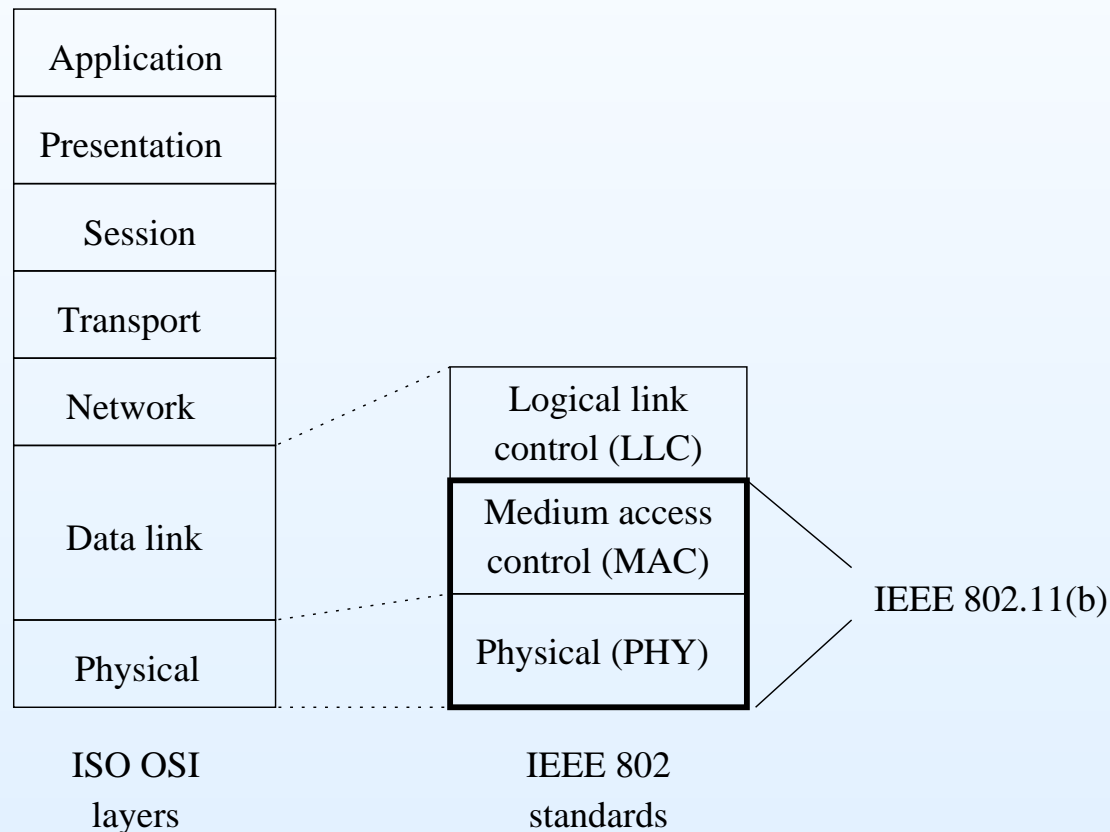 Application
Presentation
Session
Transport
Network
Data link
Physical
ISO OSI
layers
Logical link
control (LLC)
Medium access
control (MAC)
Physical (PHY)
IEEE 802
standards
IEEE 802.11(b)